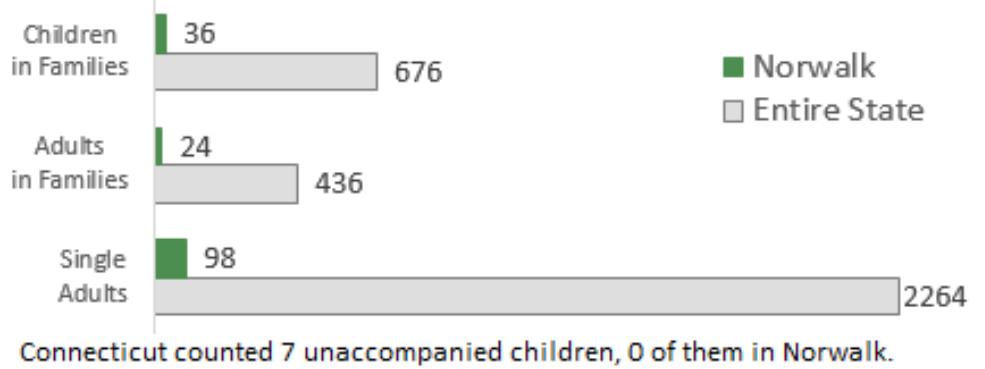 Children
in Families
36
676
Norwalk
Entire State
Adults
in Families
24
436
Single
Adults
98
2264
Connecticut counted 7 unaccompanied children, 0 of them in Norwalk.